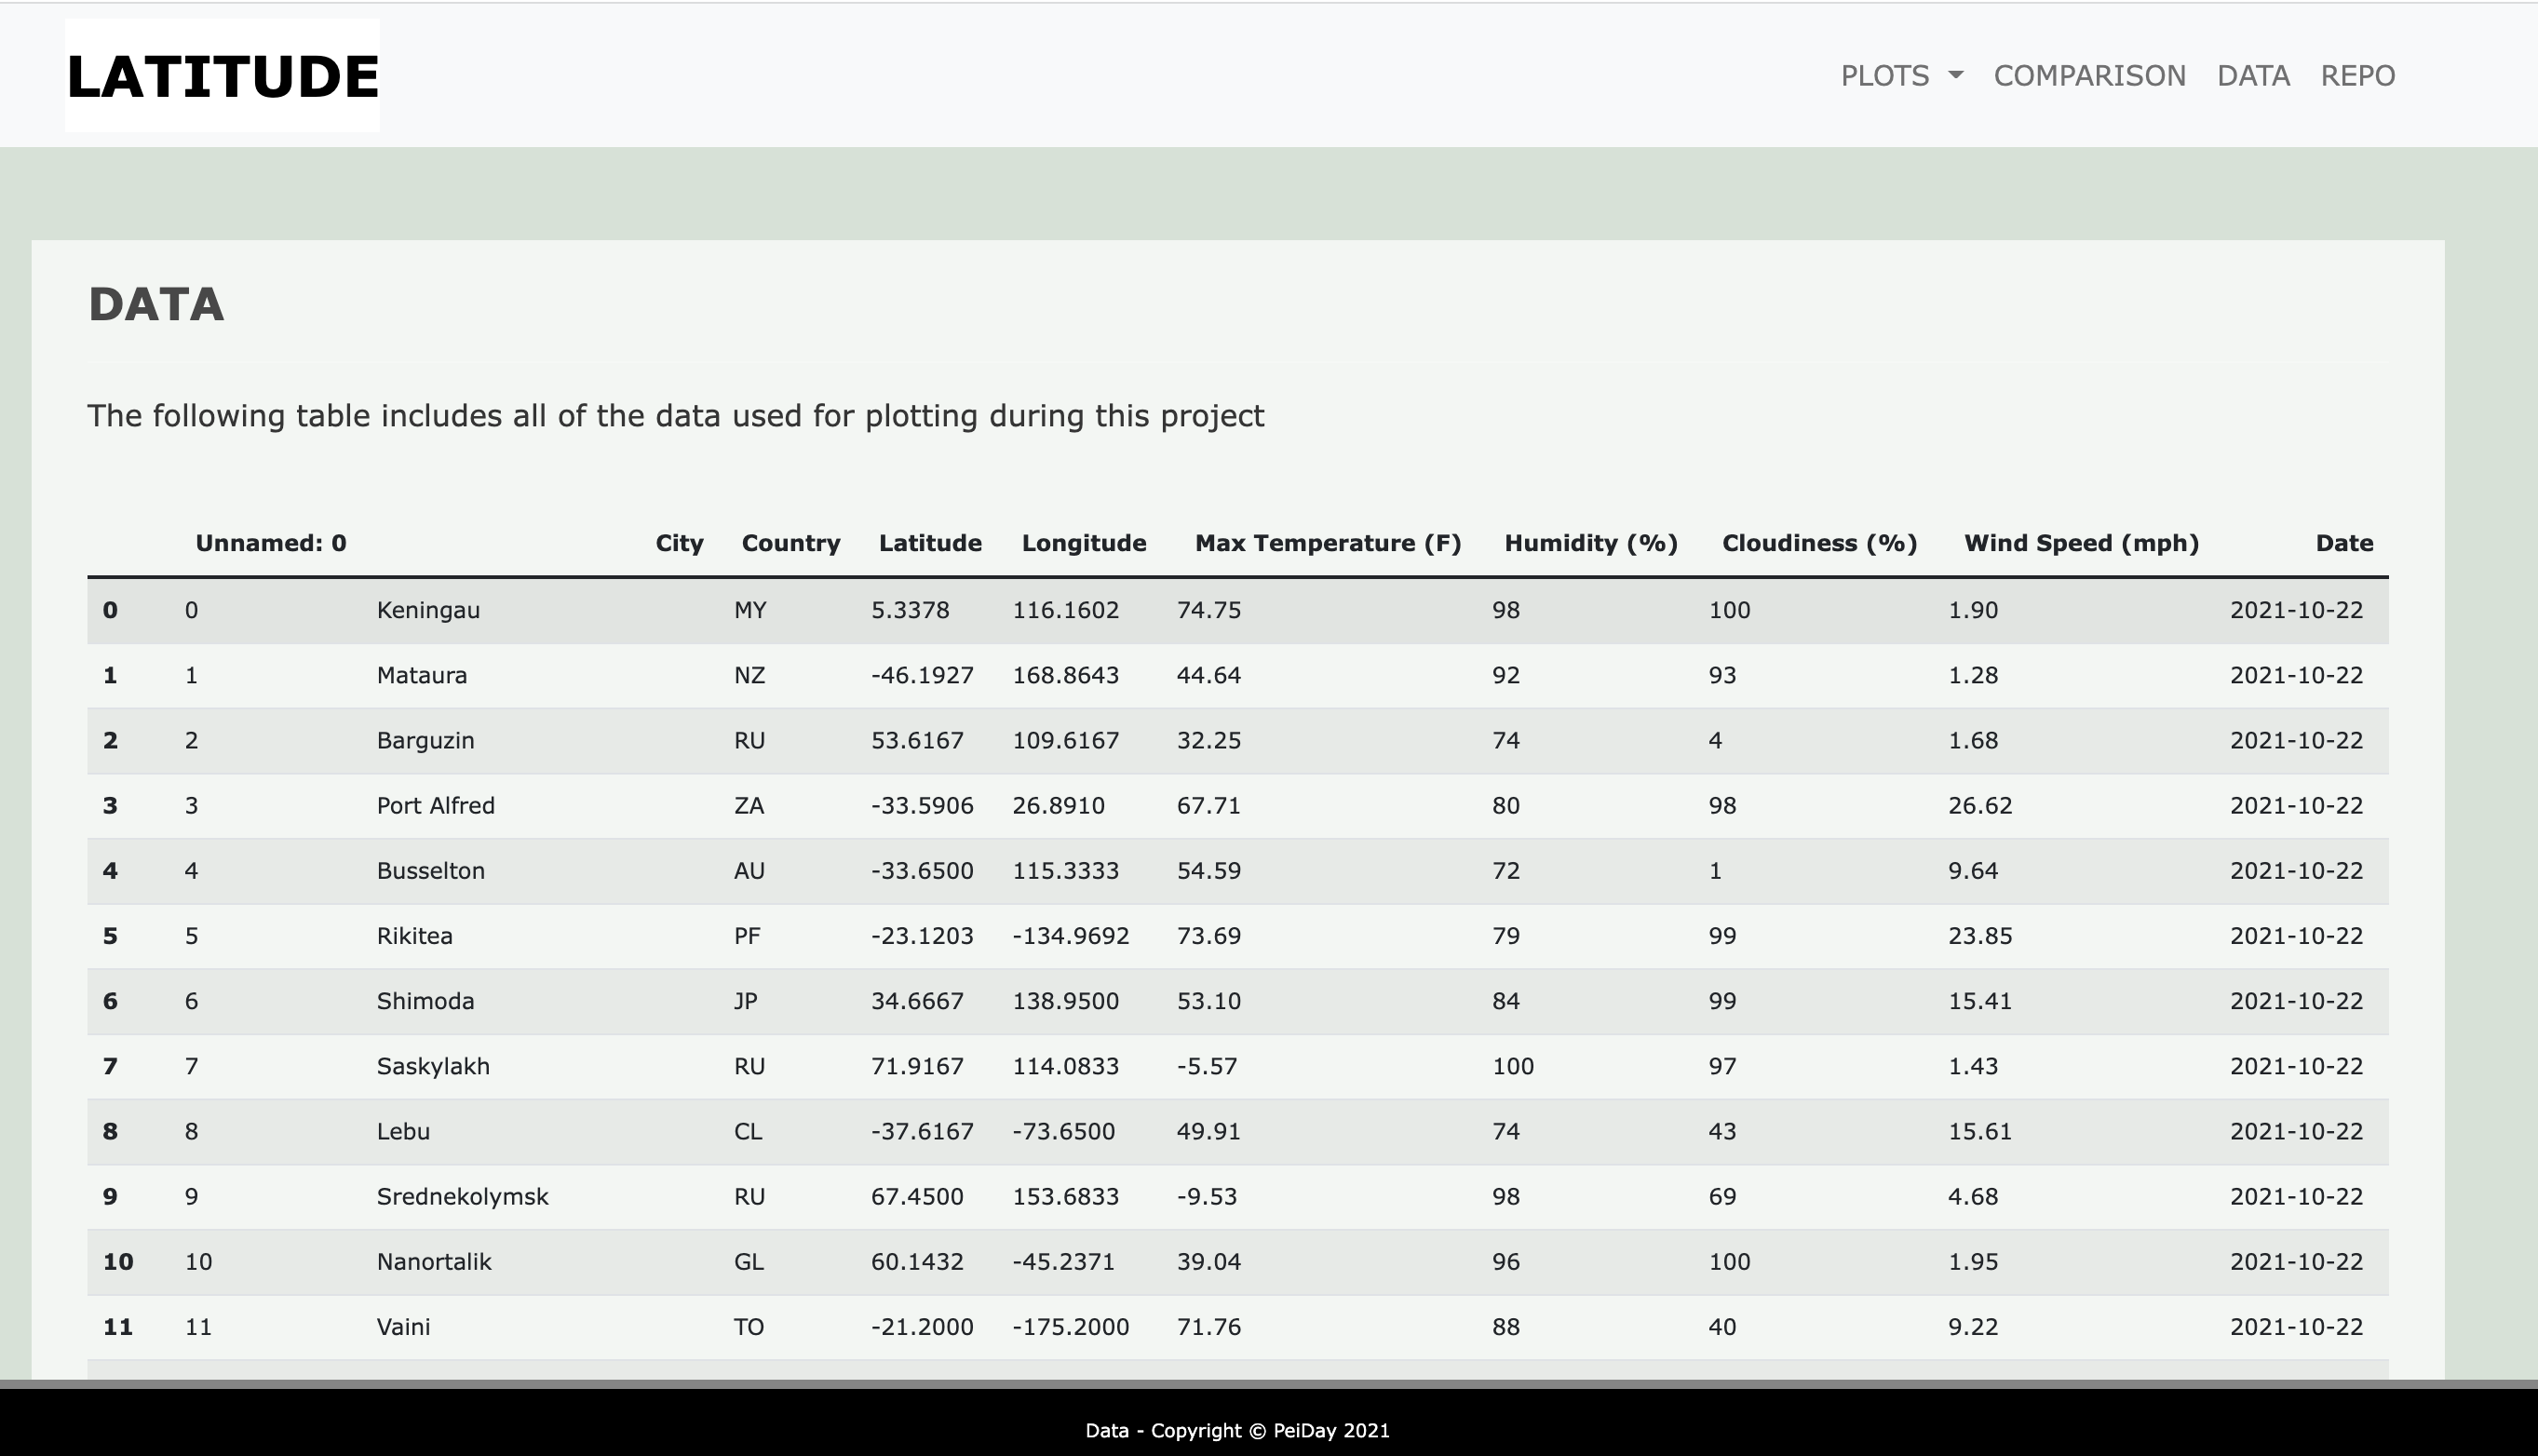 LATITUDE PLOTS COMPARISON DATA REPO
DATA
The following table includes all of the data used for plotting during this project
Unnamed: 0 City Country Latitude Longitude Max Temperature (F) Humidity (%) Cloudiness (%) Wind Speed (mph) Date
0 0 Keningau MY 5.3378 116.1602 74.75 98 100 1.90 2021-10-22
1 1 Mataura NZ -46.1927 168.8643 44.64 92 93 1.28 2021-10-22
2 2 Barguzin RU 53.6167 109.6167 32.25 74 4 1.68 2021-10-22
3 3 Port Alfred ZA -33.5906 26.8910 67.71 80 98 26.62 2021-10-22
4 4 Busselton AU -33.6500 115.3333 54.59 72 1 9.64 2021-10-22
5 5 Rikitea PF -23.1203 -134.9692 73.69 79 99 23.85 2021-10-22
6 6 Shimoda JP 34.6667 138.9500 53.10 84 99 15.41 2021-10-22
7 7 Saskylakh RU 71.9167 114.0833 -5.57 100 97 1.43 2021-10-22
8 8 Lebu CL -37.6167 -73.6500 49.91 74 43 15.61 2021-10-22
9 9 Srednekolymsk RU 67.4500 153.6833 -9.53 98 69 4.68 2021-10-22
10 10 Nanortalik GL 60.1432 -45.2371 39.04 96 100 1.95 2021-10-22
11 11 Vaini TO -21.2000 -175.2000 71.76 88 40 9.22 2021-10-22
Data - Copyright © PeiDay 2021